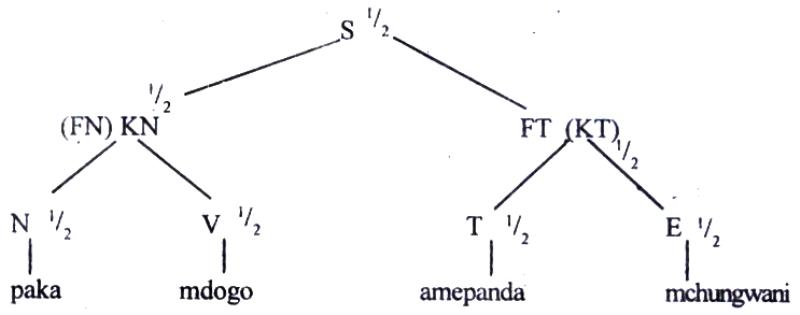 S 1/2
(FN) KN 1/2 FT (KT) 1/2
N 1/2 V 1/2 T 1/2 E 1/2
paka mdogo amepanda mchungwani